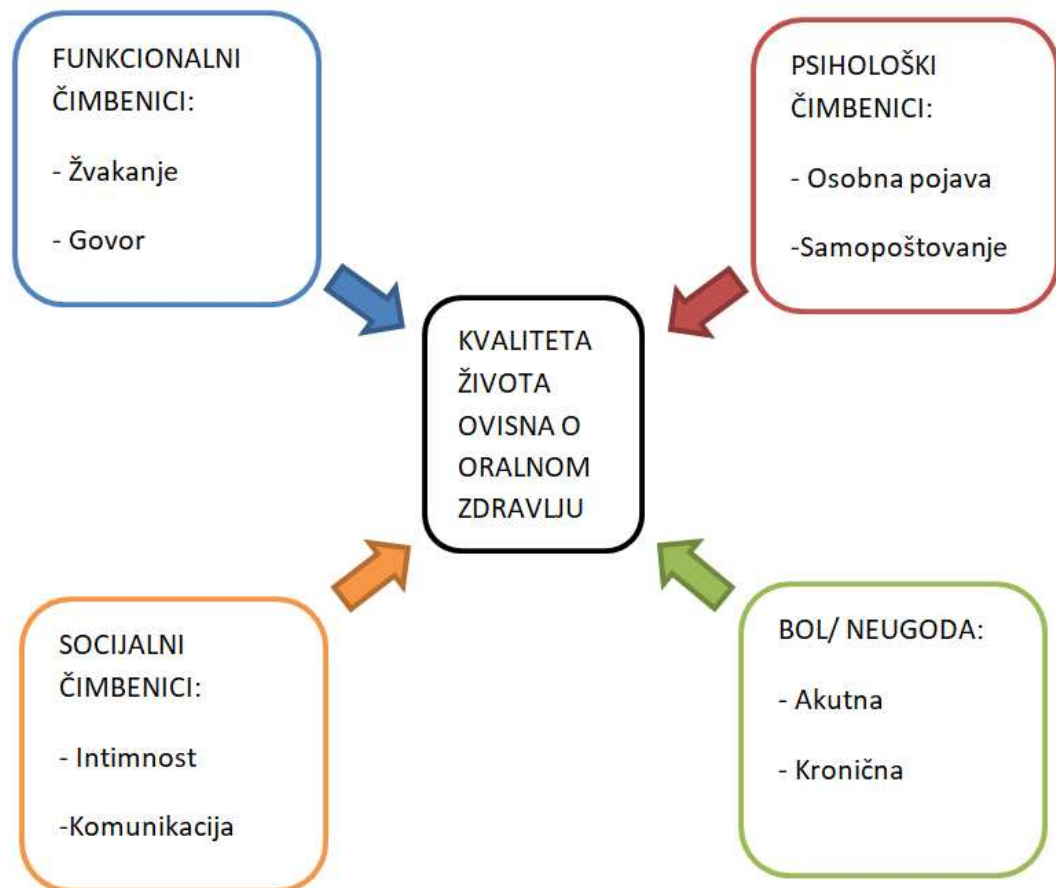 FUNKCIONALNI
ČIMBENICI:
- Žvakanje
- Govor
PSIHOLOŠKI
ČIMBENICI:
- Osobna pojava
-Samopoštovanje
KVALITETA
ŽIVOTA
OVISNA O
ORALNOM
ZDRAVLJU
SOCIJALNI
ČIMBENICI:
- Intimnost
-Komunikacija
BOL/ NEUGODA:
- Akutna
- Kronična